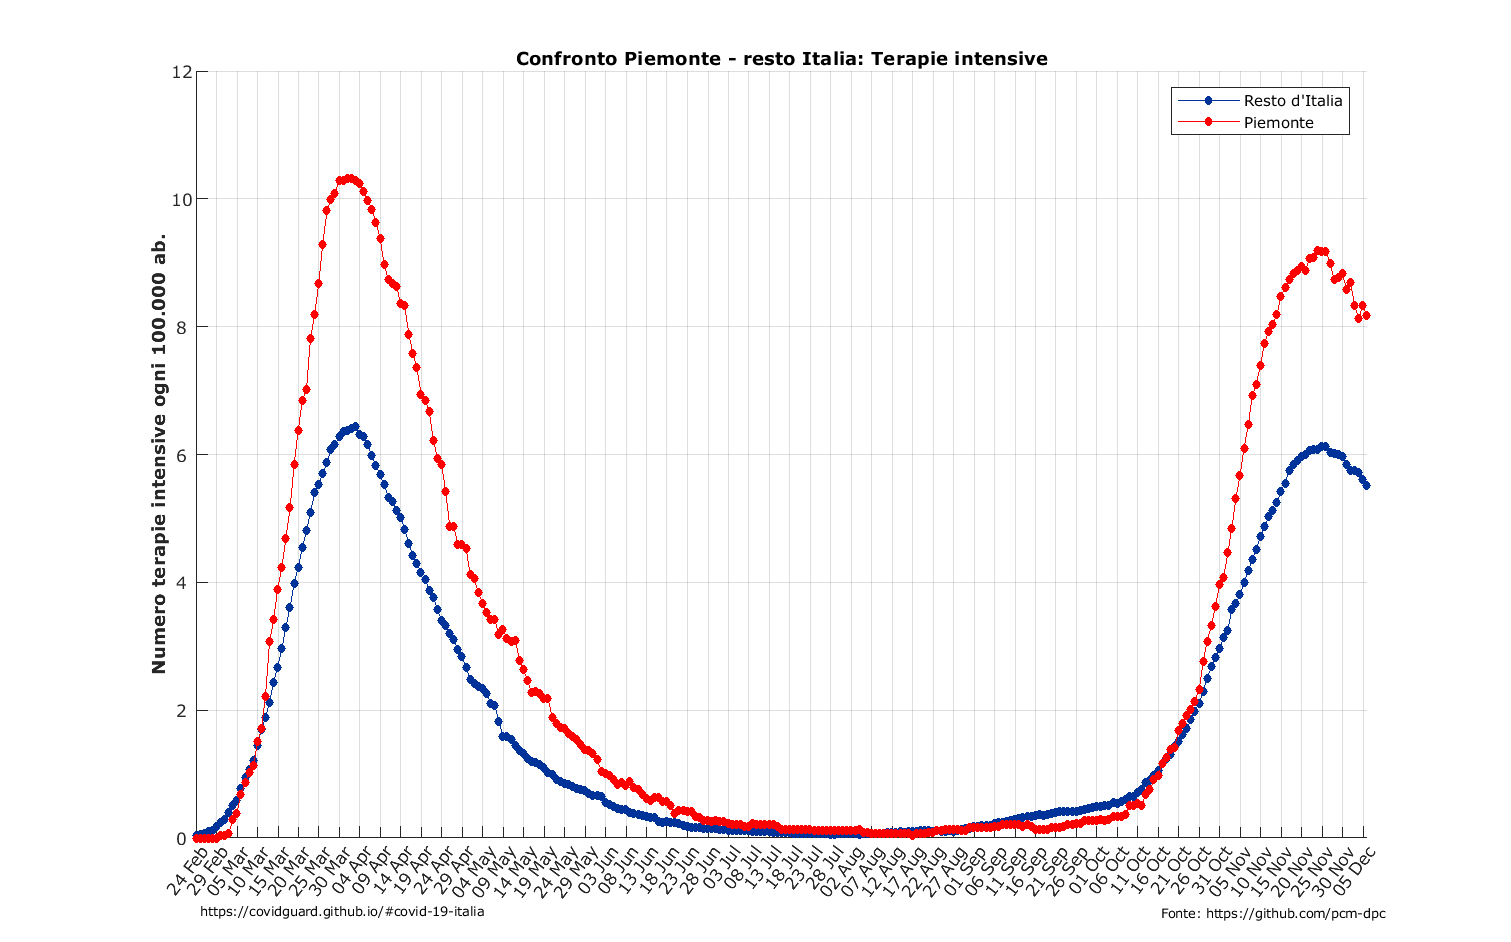 Confronto Piemonte - resto Italia: Terapie intensive
Resto d'Italia
Piemonte
Numero terapie intensive ogni 100.000 ab.
12
10
8
6
4
2
0
24 Feb
29 Feb
05 Mar
10 Mar
15 Mar
20 Mar
25 Mar
30 Mar
04 Apr
09 Apr
14 Apr
19 Apr
24 Apr
29 Apr
04 May
09 May
14 May
19 May
24 May
29 May
03 Jun
08 Jun
13 Jun
18 Jun
23 Jun
28 Jun
03 Jul
08 Jul
13 Jul
18 Jul
23 Jul
28 Jul
02 Aug
07 Aug
12 Aug
17 Aug
22 Aug
27 Aug
01 Sep
06 Sep
11 Sep
16 Sep
21 Sep
26 Sep
01 Oct
06 Oct
11 Oct
16 Oct
21 Oct
26 Oct
31 Oct
05 Nov
10 Nov
15 Nov
20 Nov
25 Nov
30 Nov
05 Dec
https://covidguard.github.io/#covid-19-italia
Fonte: https://github.com/pcm-dpc